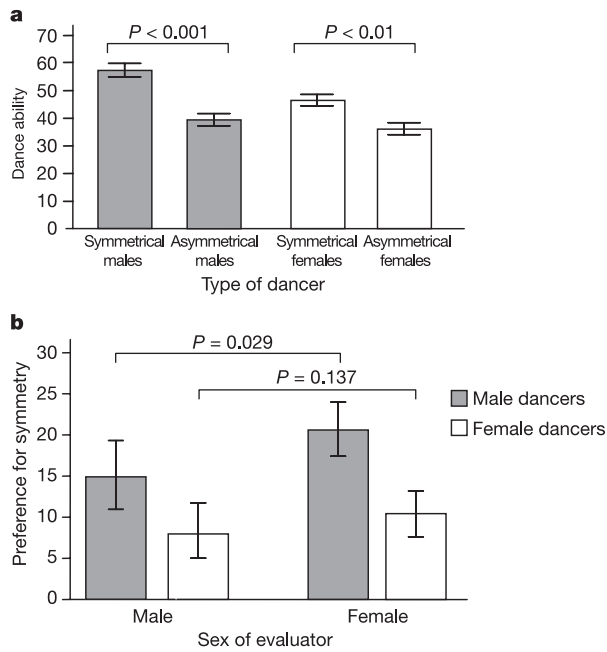 a
P < 0.001
P < 0.01
Dance ability
70
60
50
40
30
20
10
0
Symmetrical males
Asymmetrical males
Symmetrical females
Asymmetrical females
Type of dancer
b
P = 0.029
P = 0.137
Preference for symmetry
30
25
20
15
10
5
0
Male dancers
Female dancers
Male
Female
Sex of evaluator